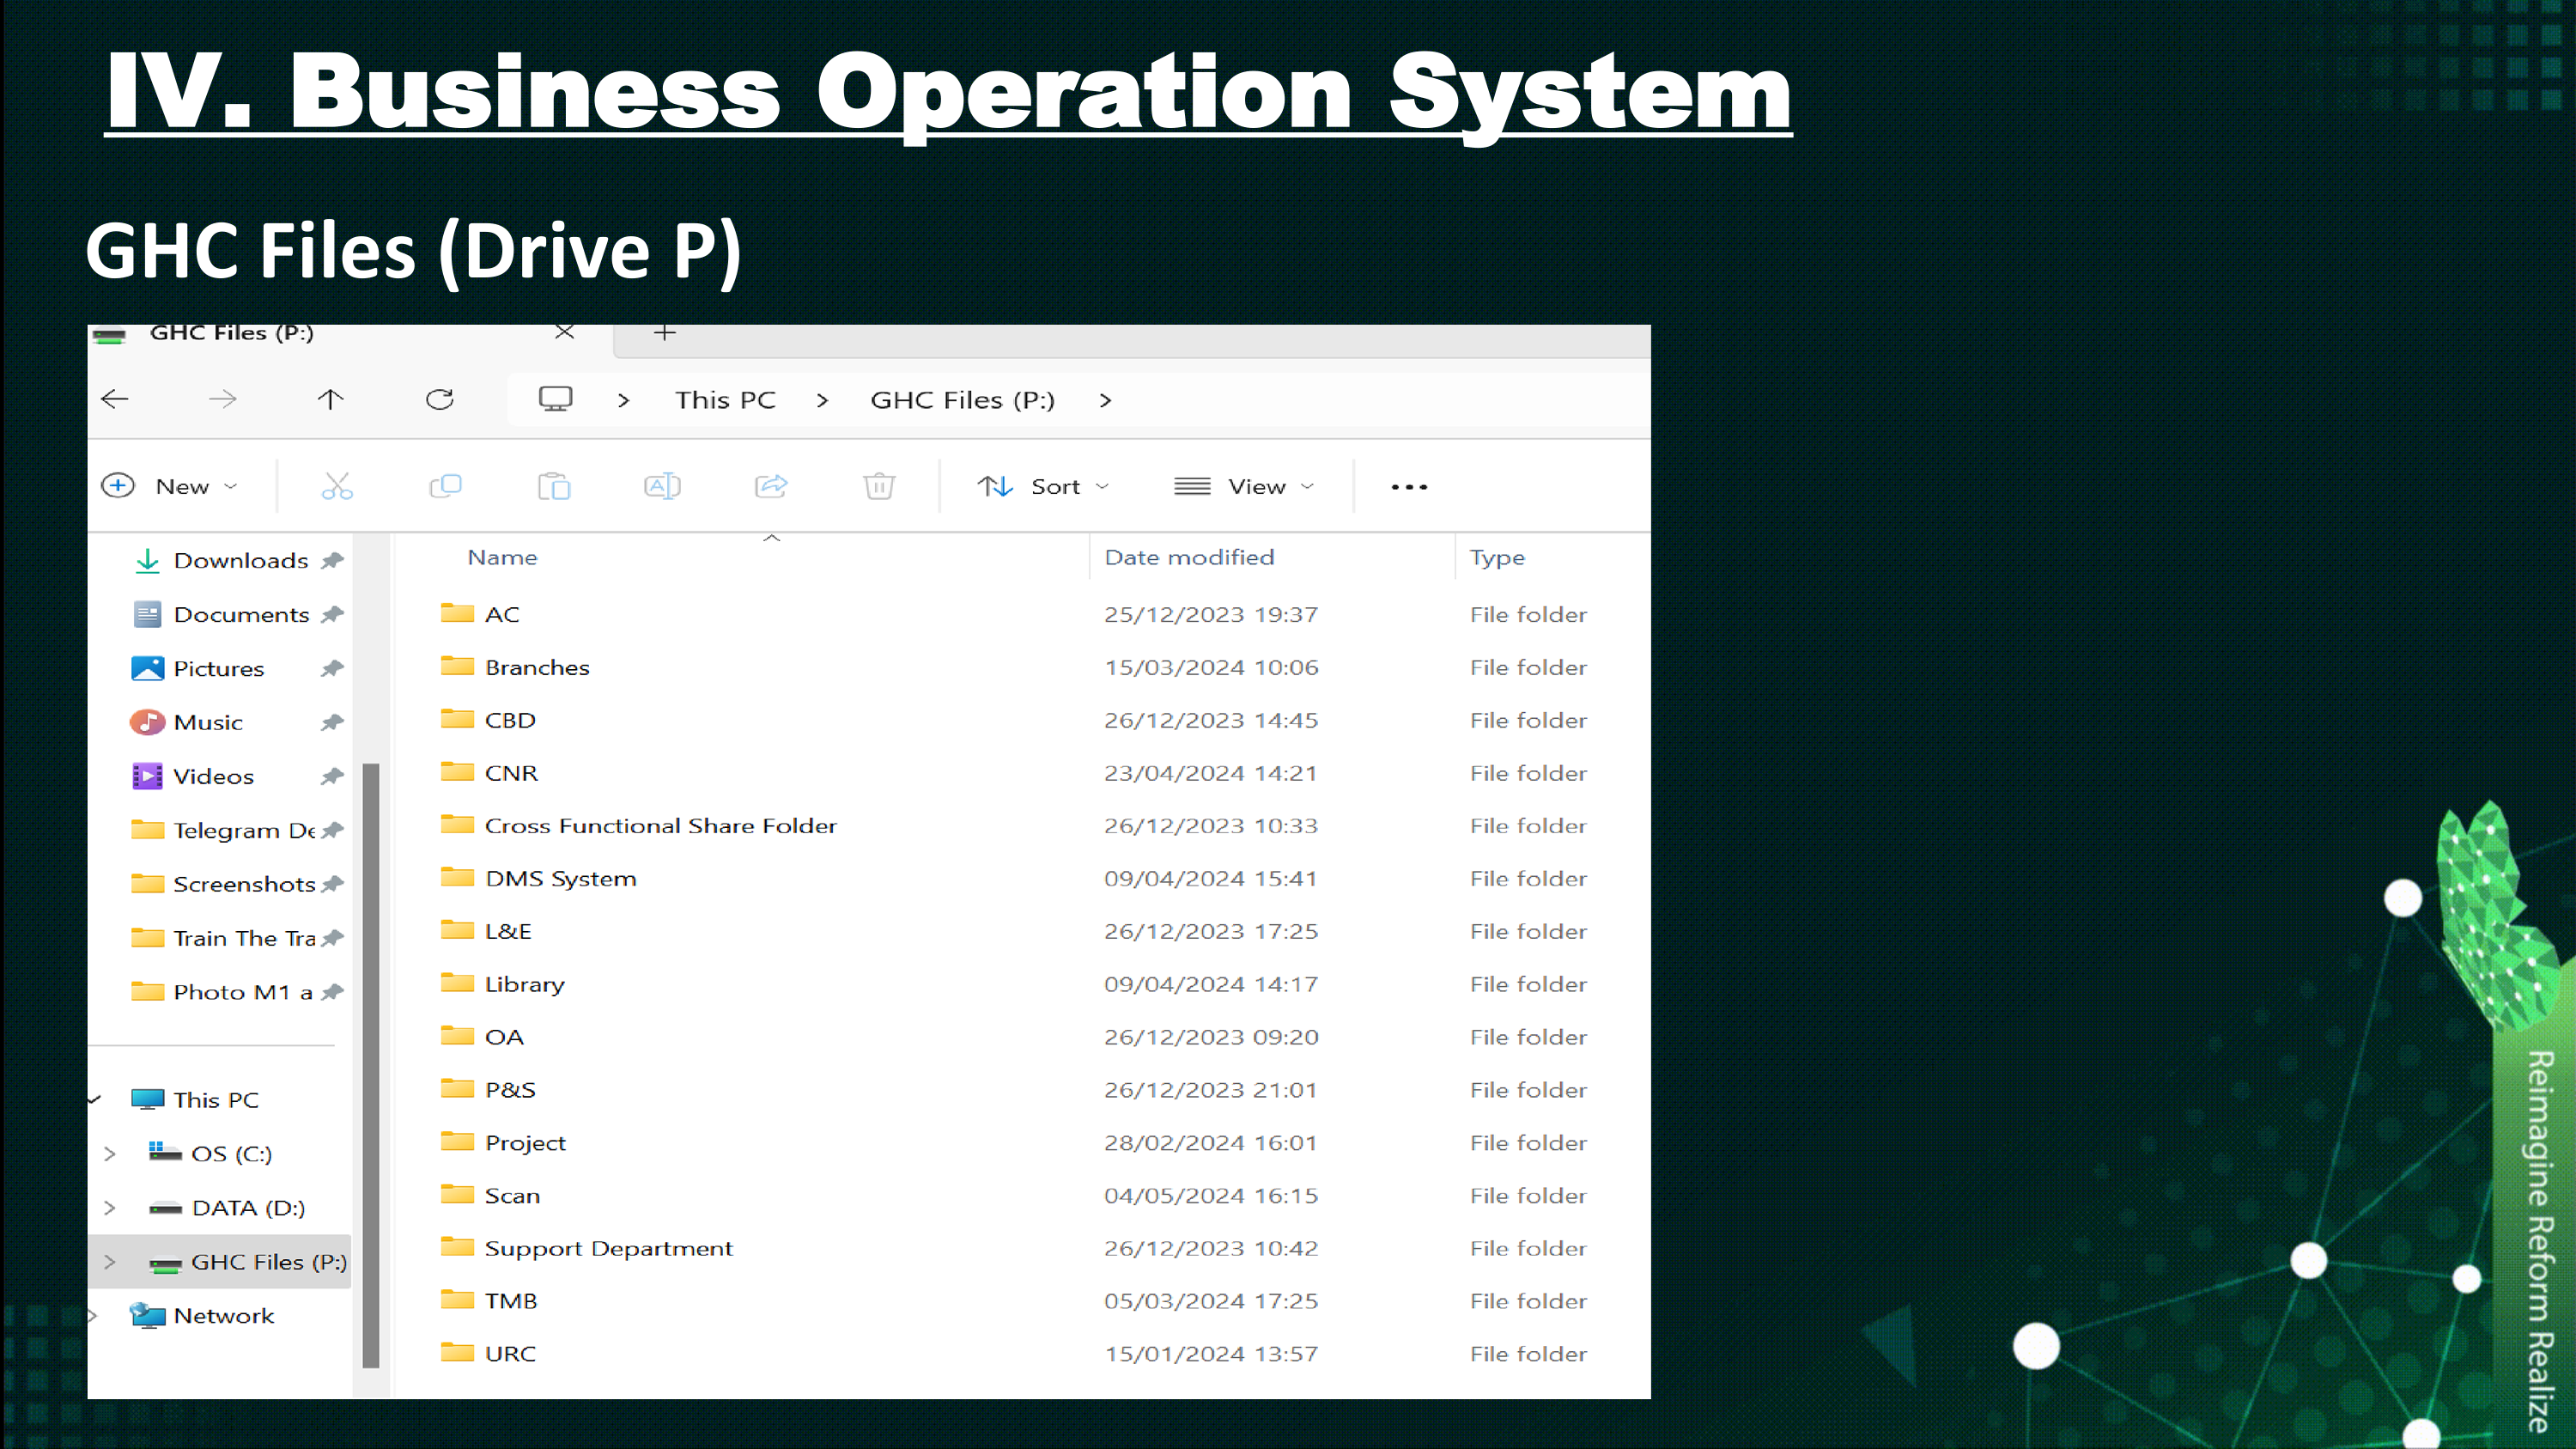 IV. Business Operation System
GHC Files (Drive P)
GHC Files (P:)
This PC > GHC Files (P:) >
New Sort View
Name Date modified Type
Downloads
Documents
Pictures
Music
Videos
Telegram De
Screenshots
Train The Tra
Photo M1 a
This PC
OS (C:)
DATA (D:)
GHC Files (P:)
Network
AC 25/12/2023 19:37 File folder
Branches 15/03/2024 10:06 File folder
CBD 26/12/2023 14:45 File folder
CNR 23/04/2024 14:21 File folder
Cross Functional Share Folder 26/12/2023 10:33 File folder
DMS System 09/04/2024 15:41 File folder
L&E 26/12/2023 17:25 File folder
Library 09/04/2024 14:17 File folder
OA 26/12/2023 09:20 File folder
P&S 26/12/2023 21:01 File folder
Project 28/02/2024 16:01 File folder
Scan 04/05/2024 16:15 File folder
Support Department 26/12/2023 10:42 File folder
TMB 05/03/2024 17:25 File folder
URC 15/01/2024 13:57 File folder
Reimagine Reform Realize